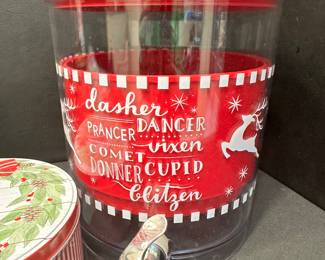 dasher
PRANCER DANCER
vixen
COMET
DONNER CUPID
blitzen